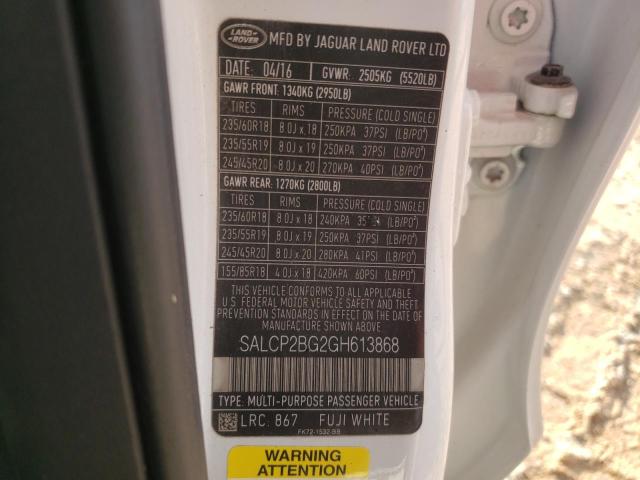 LAND ROVER MFD BY JAGUAR LAND ROVER LTD
DATE: 04/16 GVWR: 2505KG (5520LB)
GAWR FRONT: 1340KG (2950LB)
TIRES RIMS PRESSURE (COLD SINGLE)
235/60R18 8.0J x 18 250KPA 37PSI (LB/PO²)
235/55R19 8.0J x 19 250KPA 37PSI (LB/PO²)
245/45R20 8.0J x 20 270KPA 40PSI (LB/PO²)
GAWR REAR: 1270KG (2800LB)
TIRES RIMS PRESSURE (COLD SINGLE)
235/60R18 8.0J x 18 240KPA (LB/PO²)
235/55R19 8.0J x 19 250KPA 37PSI (LB/PO²)
245/45R20 8.0J x 20 280KPA 41PSI (LB/PO²)
155/85R18 4.0J x 18 420KPA 60PSI (LB/PO²)
THIS VEHICLE CONFORMS TO ALL APPLICABLE
U.S. FEDERAL MOTOR VEHICLE SAFETY AND THEFT
PREVENTION STANDARDS IN EFFECT ON THE
DATE OF MANUFACTURE SHOWN ABOVE
SALCP2BG2GH613868
TYPE: MULTI-PURPOSE PASSENGER VEHICLE
LRC: 867 FUJI WHITE
FK72-1532-BB
WARNING
ATTENTION